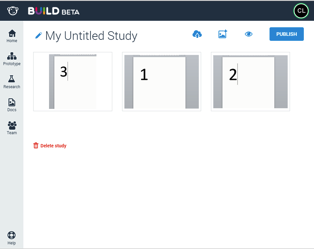 BUILD BETA
CL
My Untitled Study
PUBLISH
Home
Prototype
Research
Docs
Team
Help
3
1
2
Delete study